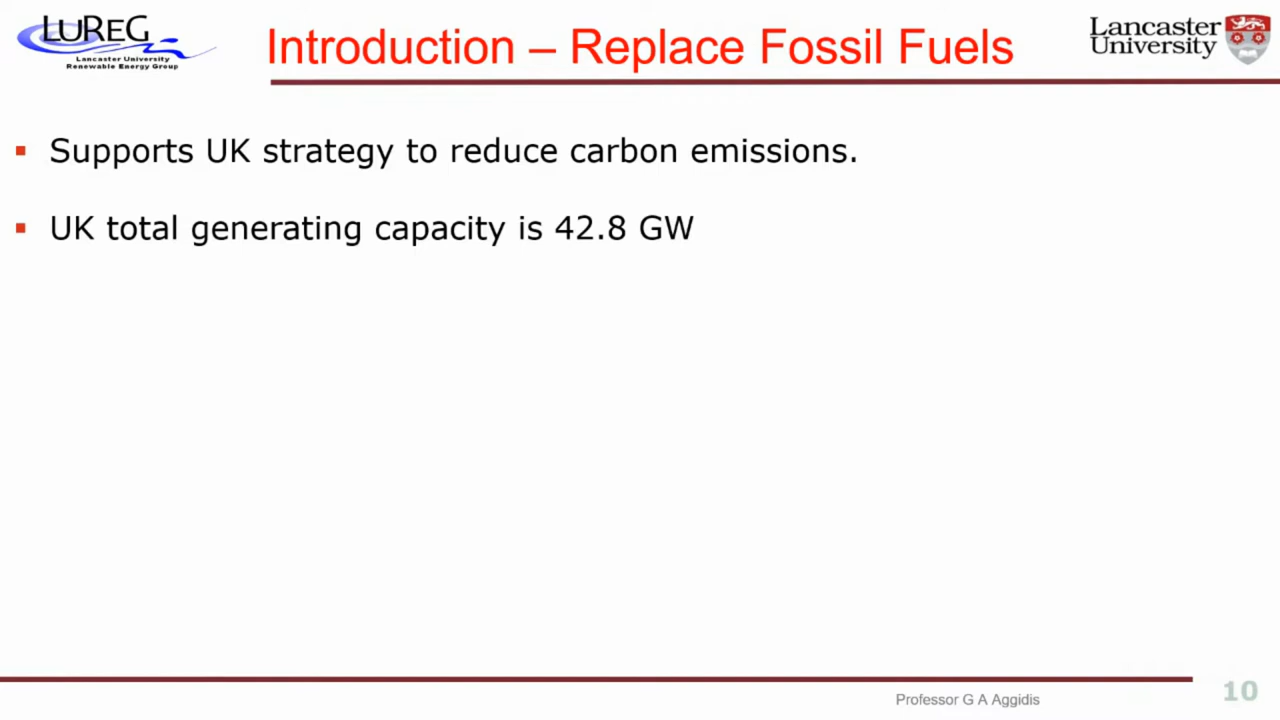 LUREG
Lancaster University
Renewable Energy Group
Introduction – Replace Fossil Fuels
Lancaster
University
▪ Supports UK strategy to reduce carbon emissions.
▪ UK total generating capacity is 42.8 GW
Professor G A Aggidis
10